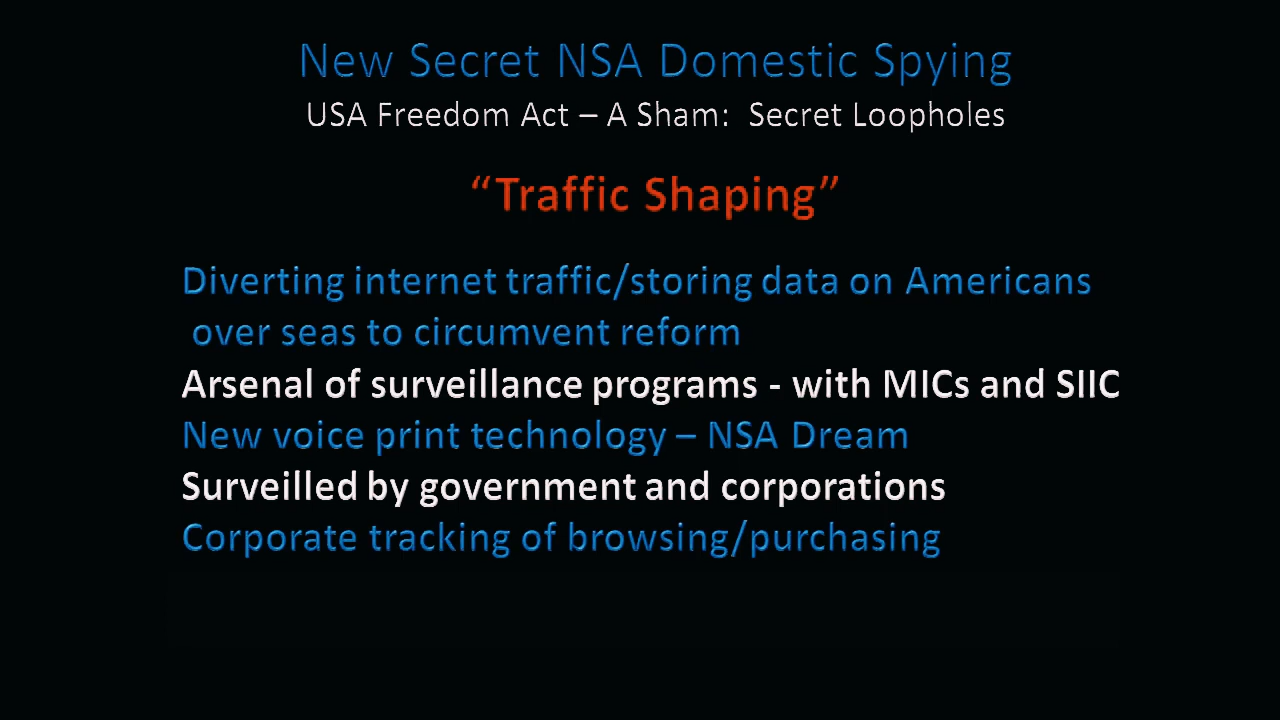 New Secret NSA Domestic Spying
USA Freedom Act – A Sham:  Secret Loopholes
“Traffic Shaping”
Diverting internet traffic/storing data on Americans
over seas to circumvent reform
Arsenal of surveillance programs - with MICs and SIIC
New voice print technology – NSA Dream
Surveilled by government and corporations
Corporate tracking of browsing/purchasing